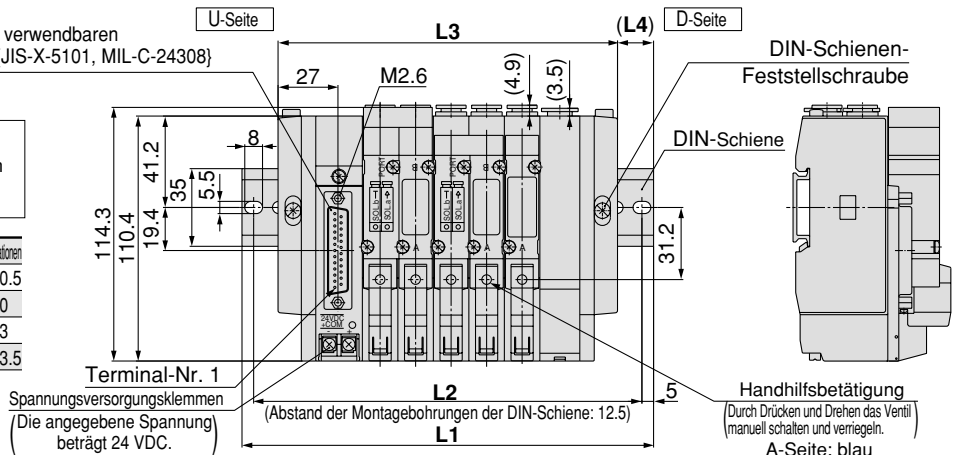 U-Seite
D-Seite
verwendbaren
JIS-X-5101, MIL-C-24308}
L3
(L4)
27
M2.6
(4.9)
(3.5)
DIN-Schienen-
Feststellschraube
DIN-Schiene
8
41.2
35
5.5
19.4
110.4
114.3
31.2
PORT
B
SOL.b
SOL.a
A
PORT
B
SOL.b
SOL.a
A
24VDC
+COM
- +
0.5
0
3
3.5
Terminal-Nr. 1
Spannungsversorgungsklemmen
(Die angegebene Spannung
beträgt 24 VDC.)
L2
5
(Abstand der Montagebohrungen der DIN-Schiene: 12.5)
L1
Handhilfsbetätigung
(Durch Drücken und Drehen das Ventil
manuell schalten und verriegeln.)
A-Seite: blau